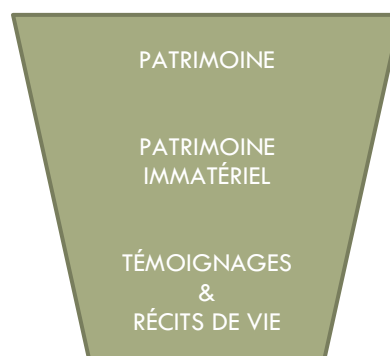 PATRIMOINE
PATRIMOINE
IMMATÉRIEL
TÉMOIGNAGES
&
RÉCITS DE VIE